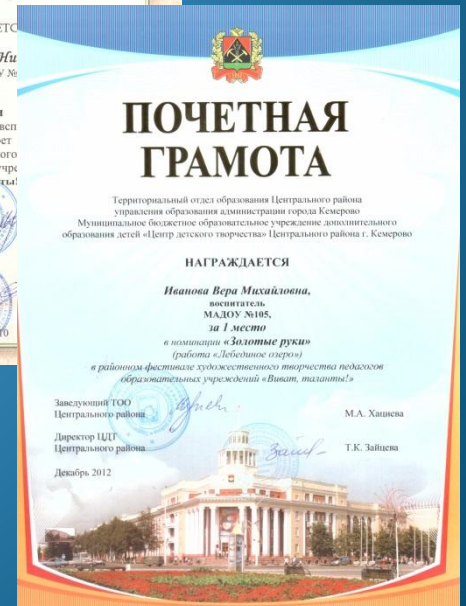 ПОЧЕТНАЯ
ГРАМОТА
Территориальный отдел образования Центрального района
управления образования администрации города Кемерово
Муниципальное бюджетное образовательное учреждение дополнительного
образования детей «Центр детского творчества» Центрального района г. Кемерово
НАГРАЖДАЕТСЯ
Иванова Вера Михайловна,
воспитатель
МАДОУ №105,
за 1 место
в номинации «Золотые руки»
(работа «Лебединое озеро»)
в районном фестивале художественного творчества педагогов
образовательных учреждений «Виват, таланты!»
Заведующий ТОО
Центрального района
М.А. Хациева
Директор ЦДТ
Центрального района
Т.К. Зайцева
Декабрь 2012